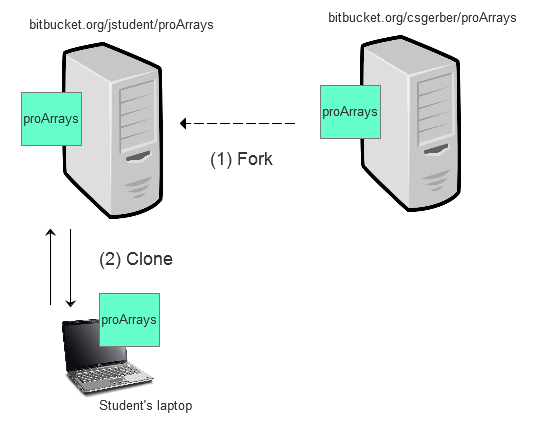 bitbucket.org/jstudent/proArrays
bitbucket.org/csgerber/proArrays
proArrays
proArrays
(1) Fork
(2) Clone
proArrays
Student's laptop